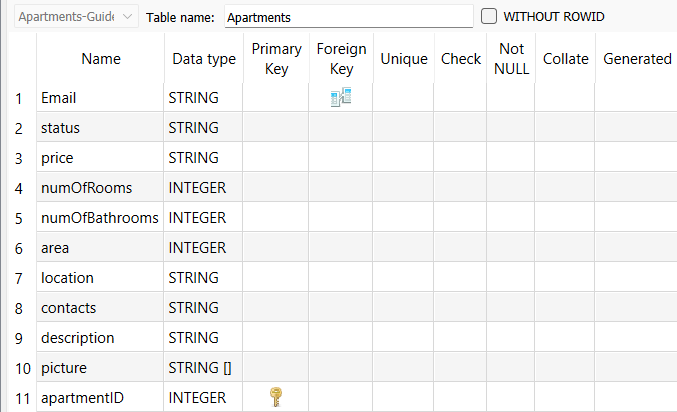 Apartments-Guide Table name: Apartments WITHOUT ROWID
Name Data type Primary Key Foreign Key Unique Check Not NULL Collate Generated
1 Email STRING
2 status STRING
3 price STRING
4 numOfRooms INTEGER
5 numOfBathrooms INTEGER
6 area INTEGER
7 location STRING
8 contacts STRING
9 description STRING
10 picture STRING []
11 apartmentID INTEGER